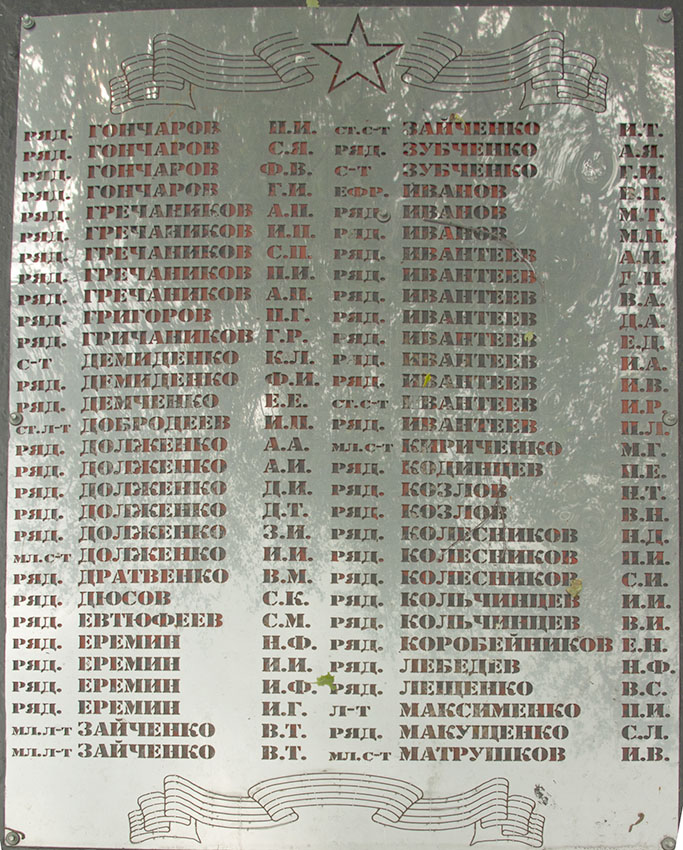 РЯД. ГОНЧАРОВ П.И.
РЯД. ГОНЧАРОВ С.Я.
РЯД. ГОНЧАРОВ Ф.В.
РЯД. ГОНЧАРОВ Г.И.
РЯД. ГРЕЧАНИКОВ А.П.
РЯД. ГРЕЧАНИКОВ И.П.
РЯД. ГРЕЧАНИКОВ С.П.
РЯД. ГРЕЧАНИКОВ П.И.
РЯД. ГРЕЧАНИКОВ А.П.
РЯД. ГРИГОРОВ П.Г.
РЯД. ГРИЧАНИКОВ Г.Р.
С-Т ДЕМИДЕНКО К.Л.
РЯД. ДЕМИДЕНКО Ф.И.
РЯД. ДЕМЧЕНКО Е.Е.
СТ.Л-Т ДОБРОДЕЕВ И.П.
РЯД. ДОЛЖЕНКО А.А.
РЯД. ДОЛЖЕНКО А.И.
РЯД. ДОЛЖЕНКО Д.И.
РЯД. ДОЛЖЕНКО Д.Т.
РЯД. ДОЛЖЕНКО З.И.
МЛ.С-Т ДОЛЖЕНКО И.И.
РЯД. ДРАТВЕНКО В.М.
РЯД. ДЮСОВ С.К.
РЯД. ЕВТЮФЕЕВ С.М.
РЯД. ЕРЕМИН Н.Ф.
РЯД. ЕРЕМИН И.И.
РЯД. ЕРЕМИН И.Ф.
РЯД. ЕРЕМИН И.Г.
МЛ.Л-Т ЗАЙЧЕНКО В.Т.
МЛ.Л-Т ЗАЙЧЕНКО В.Т.
СТ.С-Т ЗАЙЧЕНКО И.Т.
РЯД. ЗУБЧЕНКО А.Я.
С-Т ЗУБЧЕНКО Г.И.
ЕФР. ИВАНОВ
РЯД. ИВАНОВ М.Т.
РЯД. ИВАНОВ М.П.
РЯД. ИВАНТЕЕВ А.И.
РЯД. ИВАНТЕЕВ
РЯД. ИВАНТЕЕВ В.А.
РЯД. ИВАНТЕЕВ Д.А.
РЯД. ИВАНТЕЕВ Е.Д.
РЯД. ИВАНТЕЕВ И.А.
РЯД. ИВАНТЕЕВ И.В.
СТ.С-Т ИВАНТЕЕВ И.Р.
РЯД. ИВАНТЕЕВ П.Л.
МЛ.С-Т КИРИЧЕНКО М.Г.
РЯД. КОДИНЦЕВ П.Е.
РЯД. КОЗЛОВ Н.Т.
РЯД. КОЗЛОВ В.Н.
РЯД. КОЛЕСНИКОВ Н.Д.
РЯД. КОЛЕСНИКОВ П.И.
РЯД. КОЛЕСНИКОВ С.И.
РЯД. КОЛЬЧИНЦЕВ И.И.
РЯД. КОЛЬЧИНЦЕВ В.И.
РЯД. КОРОБЕЙНИКОВ Е.Н.
РЯД. ЛЕБЕДЕВ Н.Ф.
РЯД. ЛЕЩЕНКО В.С.
Л-Т МАКСИМЕНКО П.И.
РЯД. МАКУЩЕНКО С.Л.
МЛ.С-Т МАТРУШКОВ И.В.